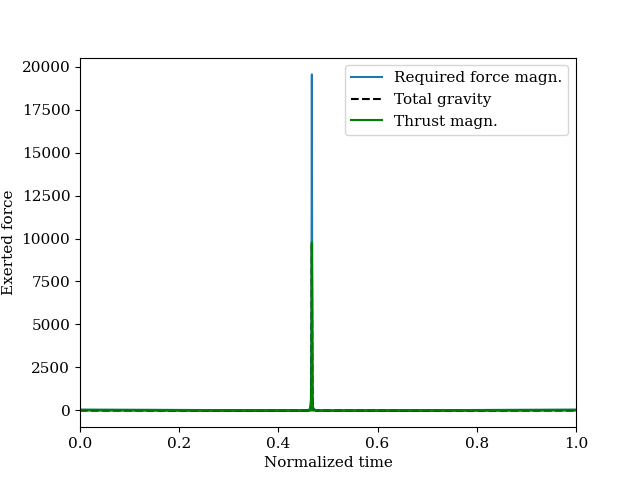 20000
17500
15000
12500
10000
7500
5000
2500
0
Exerted force
Required force magn.
Total gravity
Thrust magn.
0.0 0.2 0.4 0.6 0.8 1.0
Normalized time